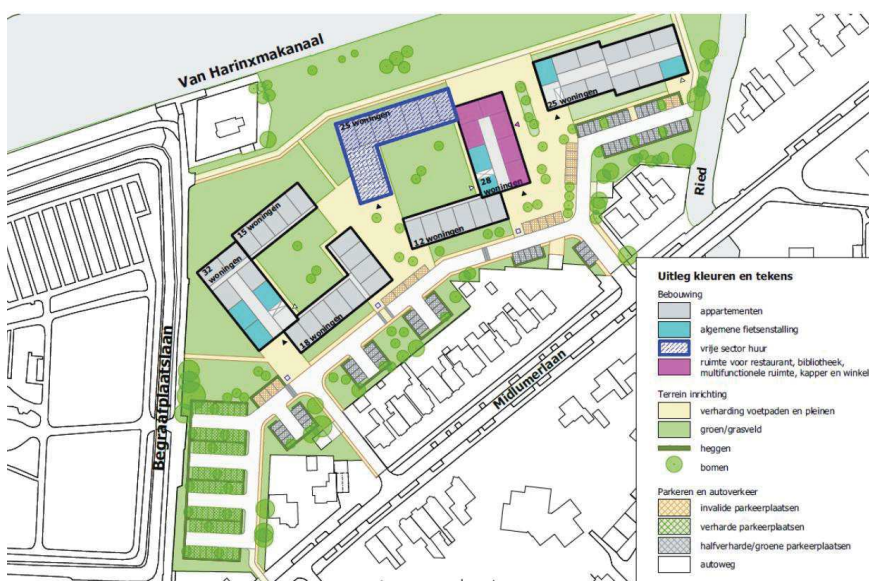 Van Harinxmakanaal
25 woningen
25 woningen
28
woningen
15 woningen
12 woningen
32
woningen
18 woningen
Ried
Begraafplaatslaan
Midlumerlaan
Uitleg kleuren en tekens
Bebouwing
appartementen
algemene fietsenstalling
vrije sector huur
ruimte voor restaurant, bibliotheek,
multifunctionele ruimte, kapper en winkel
Terrein inrichting
verharding voetpaden en pleinen
groen/grasveld
heggen
bomen
Parkeren en autoverkeer
invalide parkeerplaatsen
verharde parkeerplaatsen
halfverharde/groene parkeerplaatsen
autoweg